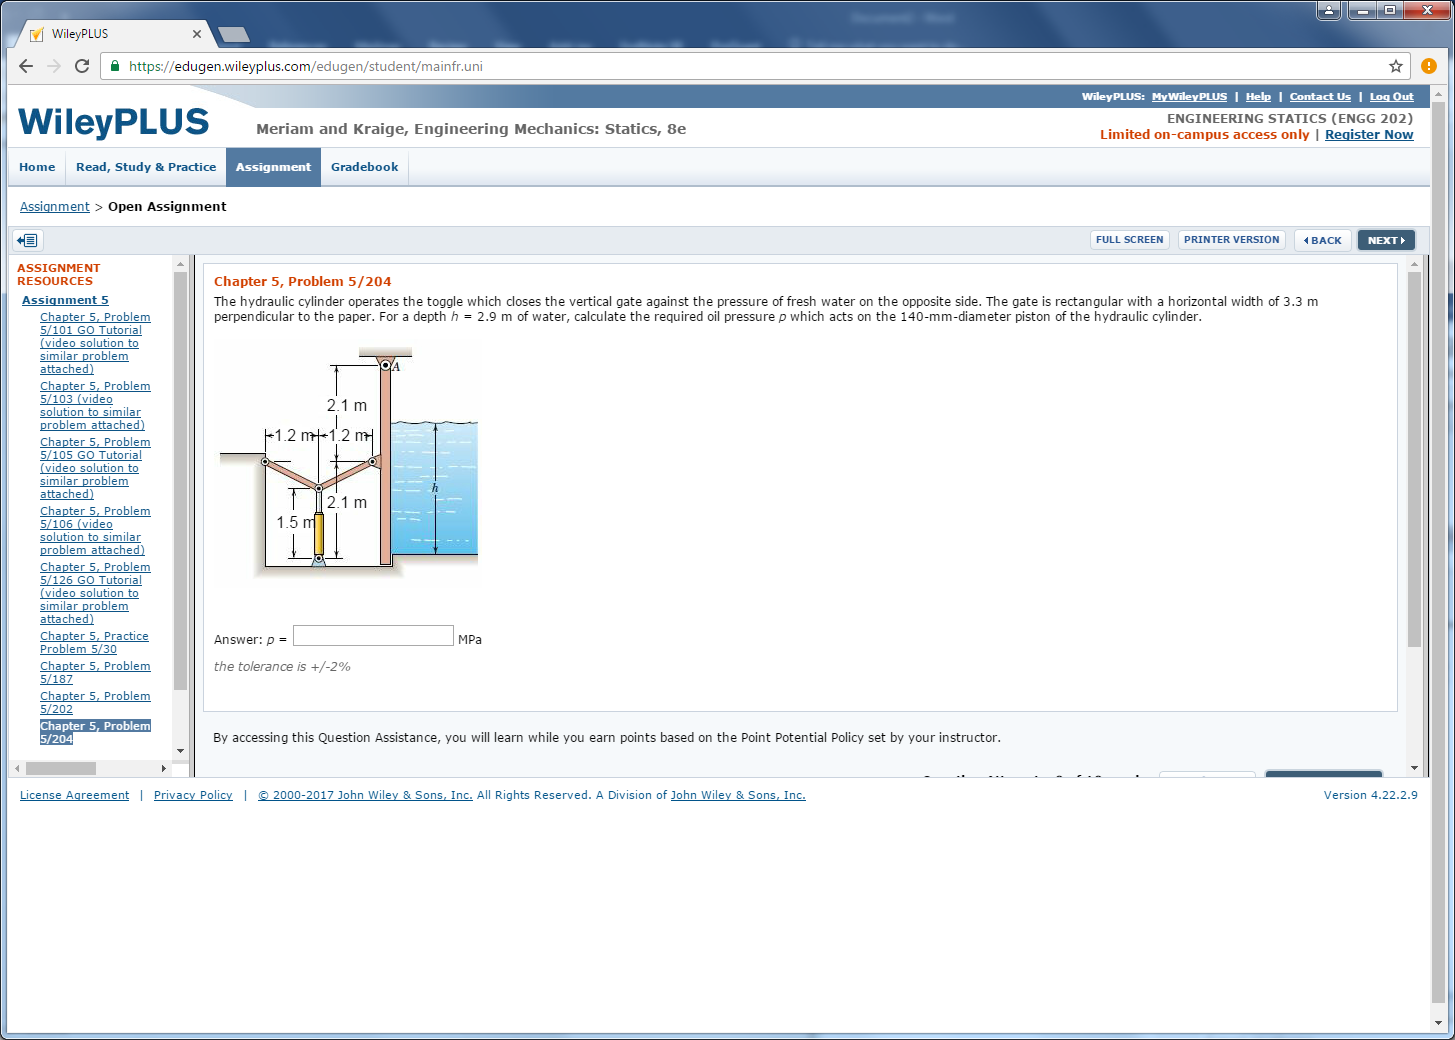 WileyPLUS
https://edugen.wileyplus.com/edugen/student/mainfr.uni
WileyPLUS: MyWileyPLUS | Help | Contact Us | Log Out
WileyPLUS
Meriam and Kraige, Engineering Mechanics: Statics, 8e
ENGINEERING STATICS (ENGG 202)
Limited on-campus access only | Register Now
Home Read, Study & Practice Assignment Gradebook
Assignment > Open Assignment
FULL SCREEN PRINTER VERSION BACK NEXT
ASSIGNMENT
RESOURCES
Assignment 5
Chapter 5, Problem
5/101 GO Tutorial
(video solution to
similar problem
attached)
Chapter 5, Problem
5/103 (video
solution to similar
problem attached)
Chapter 5, Problem
5/105 GO Tutorial
(video solution to
similar problem
attached)
Chapter 5, Problem
5/106 (video
solution to similar
problem attached)
Chapter 5, Problem
5/126 GO Tutorial
(video solution to
similar problem
attached)
Chapter 5, Practice
Problem 5/30
Chapter 5, Problem
5/187
Chapter 5, Problem
5/202
Chapter 5, Problem
5/204
Chapter 5, Problem 5/204
The hydraulic cylinder operates the toggle which closes the vertical gate against the pressure of fresh water on the opposite side. The gate is rectangular with a horizontal width of 3.3 m
perpendicular to the paper. For a depth h = 2.9 m of water, calculate the required oil pressure p which acts on the 140-mm-diameter piston of the hydraulic cylinder.
A
2.1 m
1.2 m 1.2 m
h
2.1 m
1.5 m
Answer: p = MPa
the tolerance is +/-2%
By accessing this Question Assistance, you will learn while you earn points based on the Point Potential Policy set by your instructor.
License Agreement | Privacy Policy | © 2000-2017 John Wiley & Sons, Inc. All Rights Reserved. A Division of John Wiley & Sons, Inc.
Version 4.22.2.9